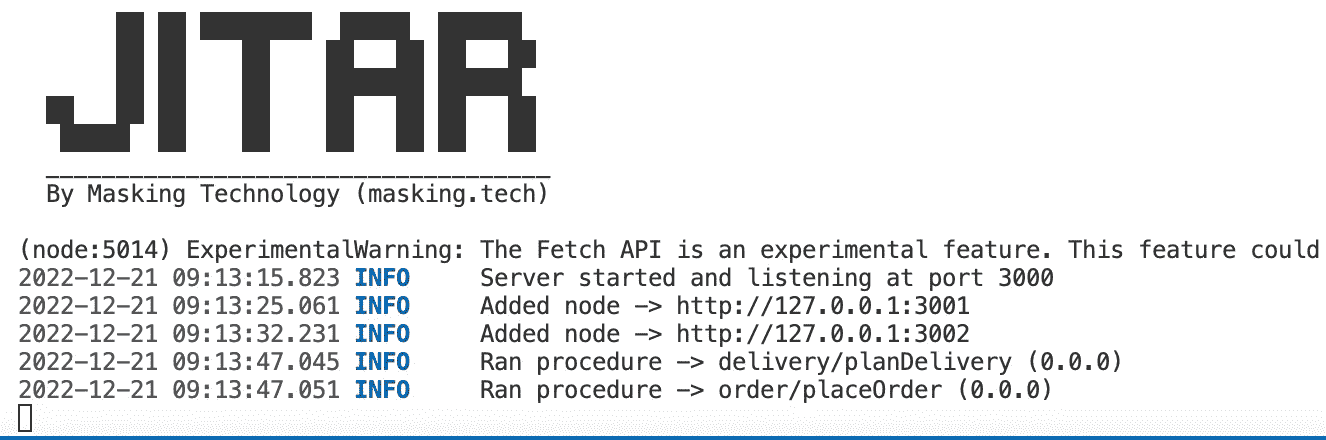 JITAR
By Masking Technology (masking.tech)
(node:5014) ExperimentalWarning: The Fetch API is an experimental feature. This feature could
2022-12-21 09:13:15.823 INFO Server started and listening at port 3000
2022-12-21 09:13:25.061 INFO Added node -> http://127.0.0.1:3001
2022-12-21 09:13:32.231 INFO Added node -> http://127.0.0.1:3002
2022-12-21 09:13:47.045 INFO Ran procedure -> delivery/planDelivery (0.0.0)
2022-12-21 09:13:47.051 INFO Ran procedure -> order/placeOrder (0.0.0)